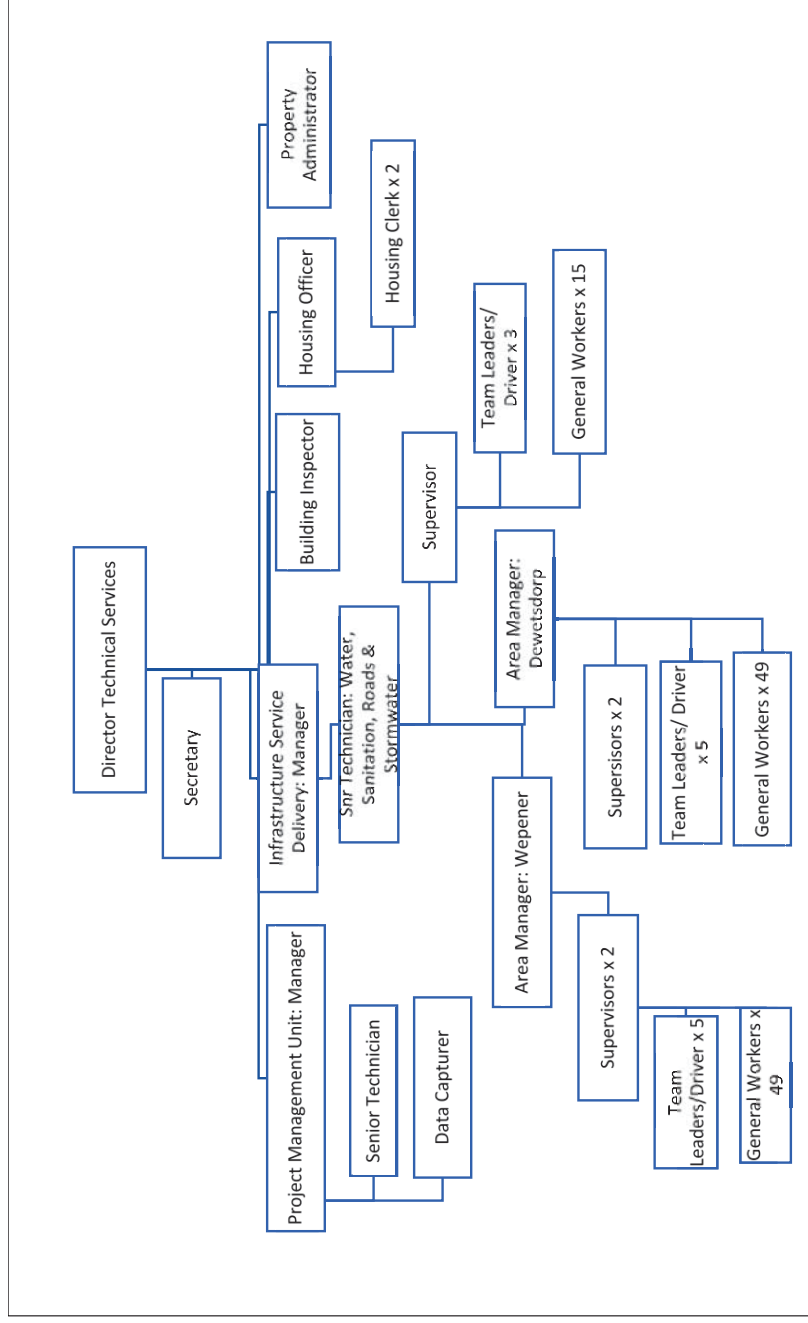 Director Technical Services
Secretary
Project Management Unit: Manager
Infrastructure Service
Delivery: Manager
Building Inspector
Housing Officer
Property
Administrator
Senior Technician
Data Capturer
Snr Technician: Water,
Sanitation, Roads &
Stormwater
Housing Clerk x 2
Supervisor
Team Leaders/
Driver x 3
General Workers x 15
Area Manager: Wepener
Area Manager:
Dewetsdorp
Supervisors x 2
Team
Leaders/Driver x 5
General Workers x
49
Supersisors x 2
Team Leaders/ Driver
x 5
General Workers x 49